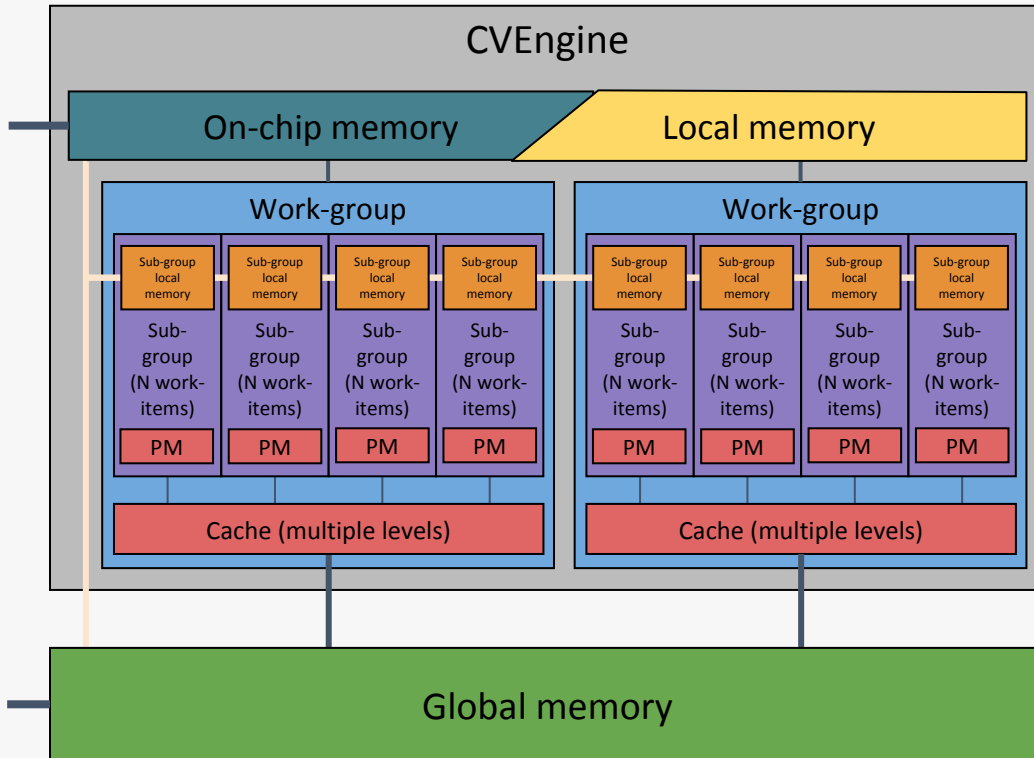 CVEngine
On-chip memory
Local memory
Work-group
Work-group
Sub-group
local
memory
Sub-group
local
memory
Sub-group
local
memory
Sub-group
local
memory
Sub-group
local
memory
Sub-group
local
memory
Sub-group
local
memory
Sub-group
local
memory
Sub-
group
(N work-
items)
Sub-
group
(N work-
items)
Sub-
group
(N work-
items)
Sub-
group
(N work-
items)
Sub-
group
(N work-
items)
Sub-
group
(N work-
items)
Sub-
group
(N work-
items)
Sub-
group
(N work-
items)
PM
PM
PM
PM
PM
PM
PM
PM
Cache (multiple levels)
Cache (multiple levels)
Global memory